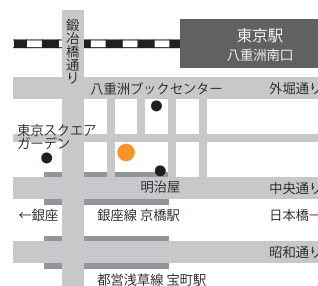 鍛冶橋通り
東京駅
八重洲南口
八重洲ブックセンター
外堀通り
東京スクエア
ガーデン
明治屋
中央通り
←銀座
銀座線 京橋駅
日本橋→
昭和通り
都営浅草線 宝町駅